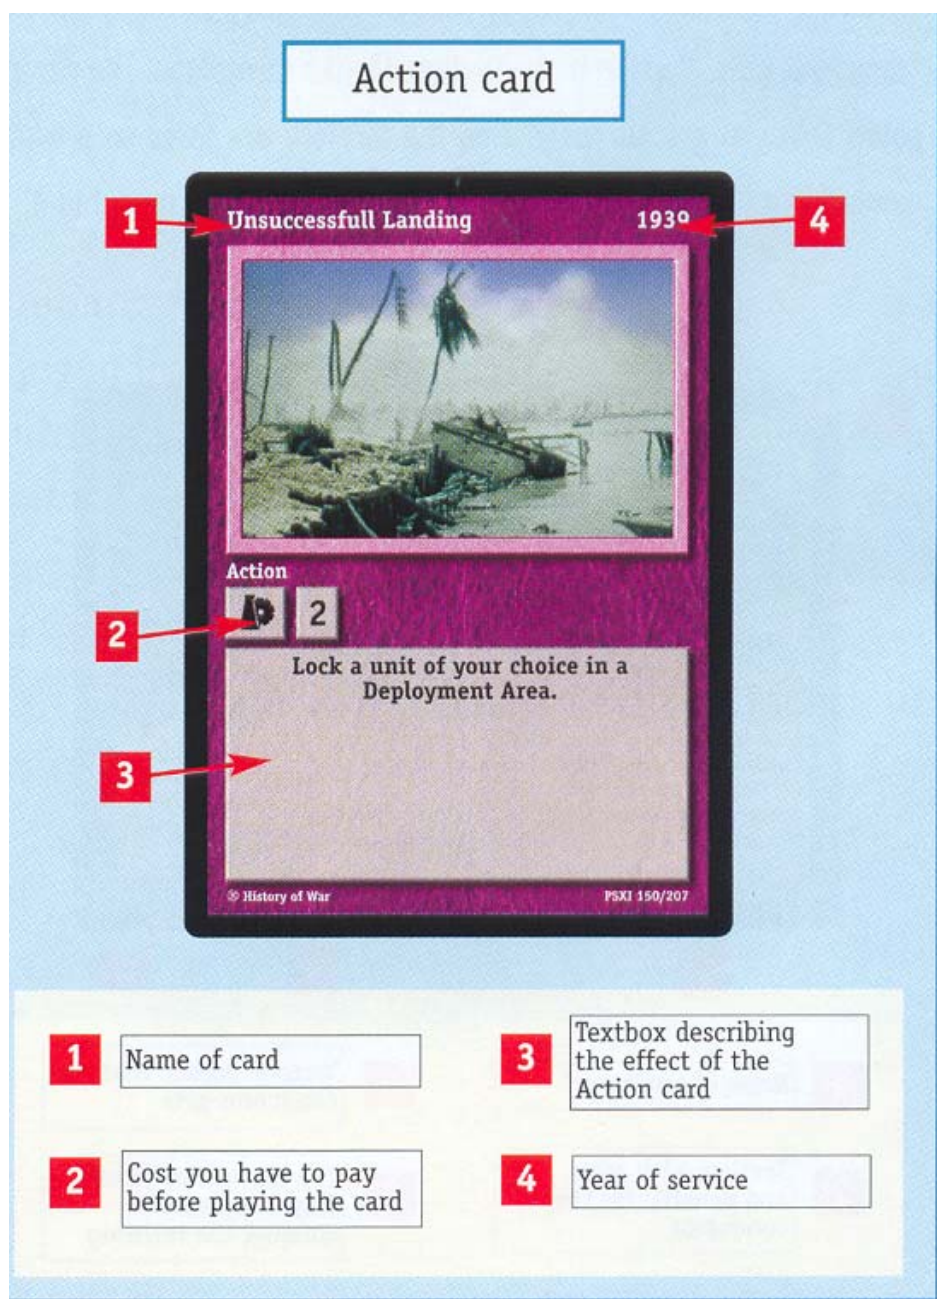 Action card
1
Unsuccessfull Landing 1939
4
Action
2
2
Lock a unit of your choice in a
Deployment Area.
3
® History of War PSXI 150/207
1
Name of card
3
Textbox describing
the effect of the
Action card
2
Cost you have to pay
before playing the card
4
Year of service